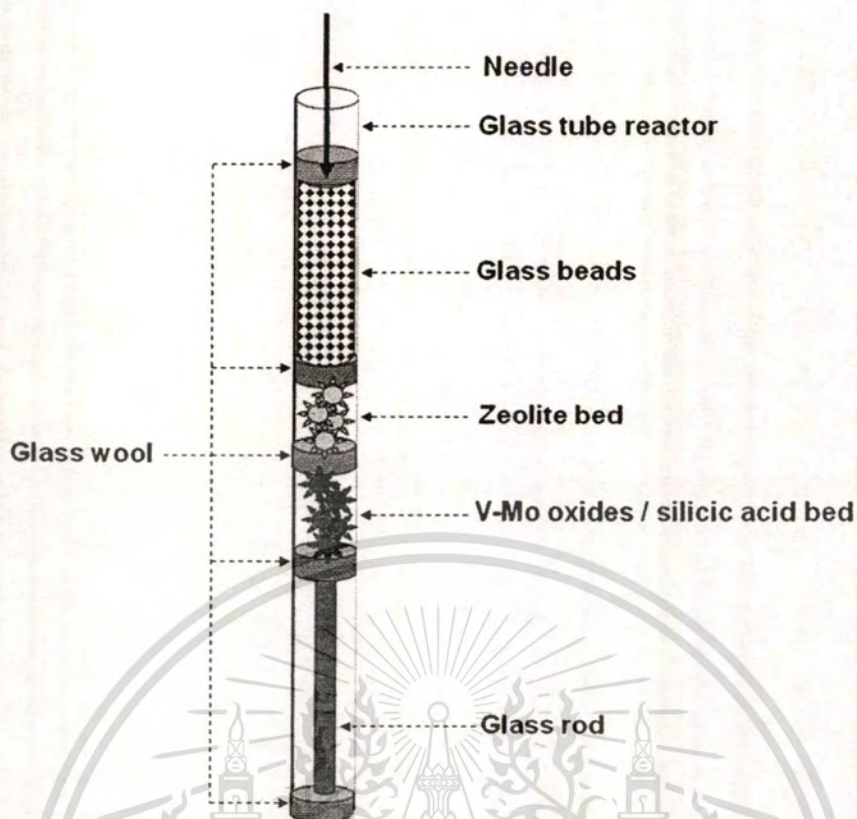 Needle
Glass tube reactor
Glass beads
Zeolite bed
Glass wool
V-Mo oxides / silicic acid bed
Glass rod